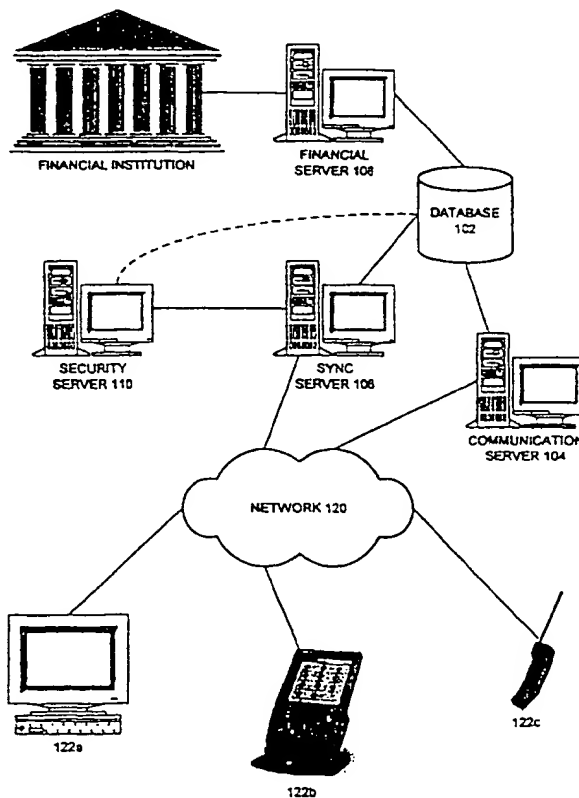 FINANCIAL INSTITUTION
FINANCIAL
SERVER 108
DATABASE
102
SECURITY
SERVER 110
SYNC
SERVER 106
COMMUNICATION
SERVER 104
NETWORK 120
122a
122b
122c